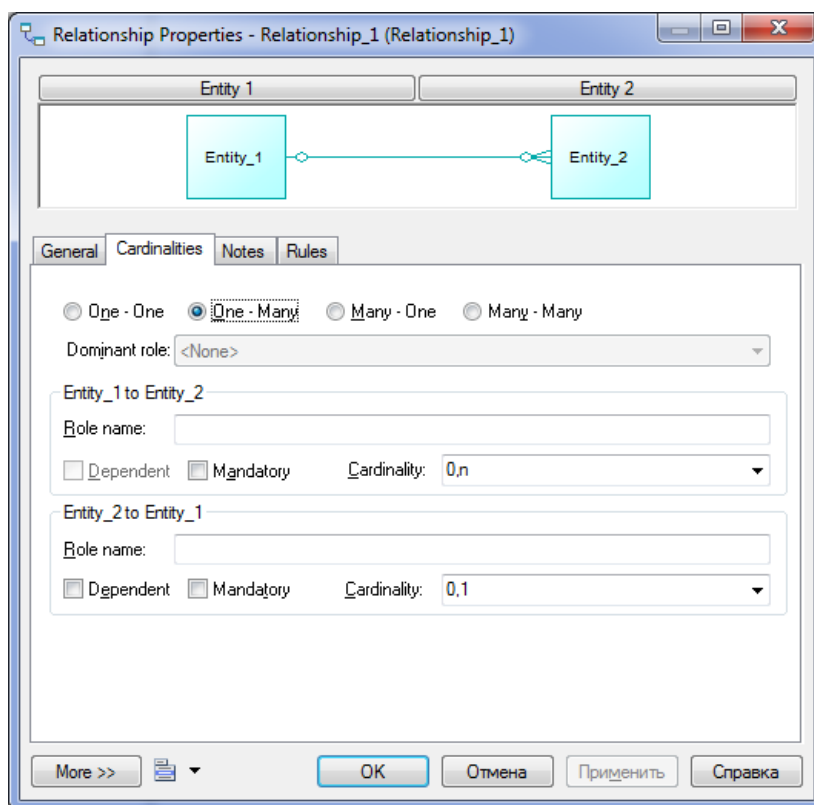 Relationship Properties - Relationship_1 (Relationship_1)
Entity 1 Entity 2
Entity_1 Entity_2
General Cardinalities Notes Rules
One - One One - Many Many - One Many - Many
Dominant role: <None>
Entity_1 to Entity_2
Role name:
Dependent Mandatory Cardinality: 0,n
Entity_2 to Entity_1
Role name:
Dependent Mandatory Cardinality: 0,1
More >> OK Отмена Применить Справка